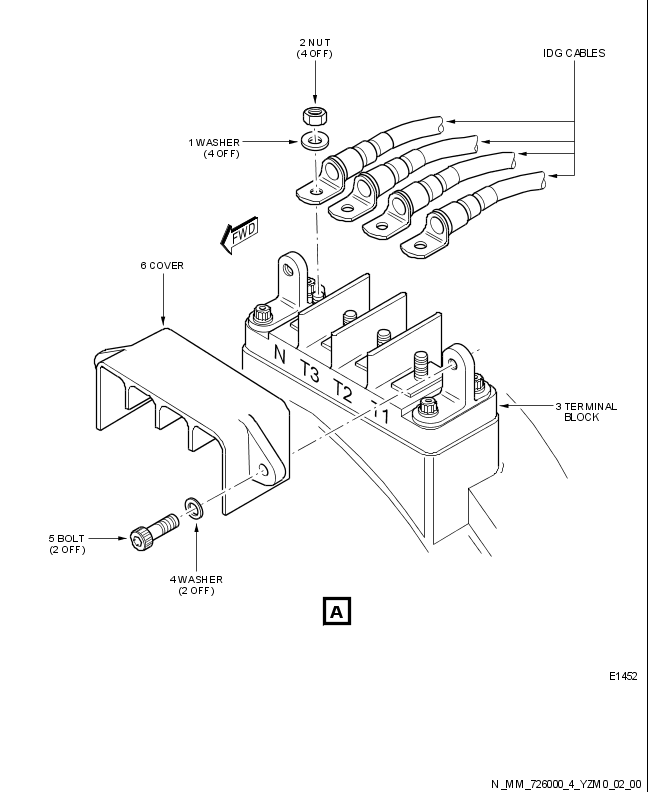 2 NUT
(4 OFF)
IDG CABLES
1 WASHER
(4 OFF)
FWD
6 COVER
N T3 T2 T1
3 TERMINAL
BLOCK
5 BOLT
(2 OFF)
4 WASHER
(2 OFF)
A
E1452
N_MM_726000_4_YZM0_02_00